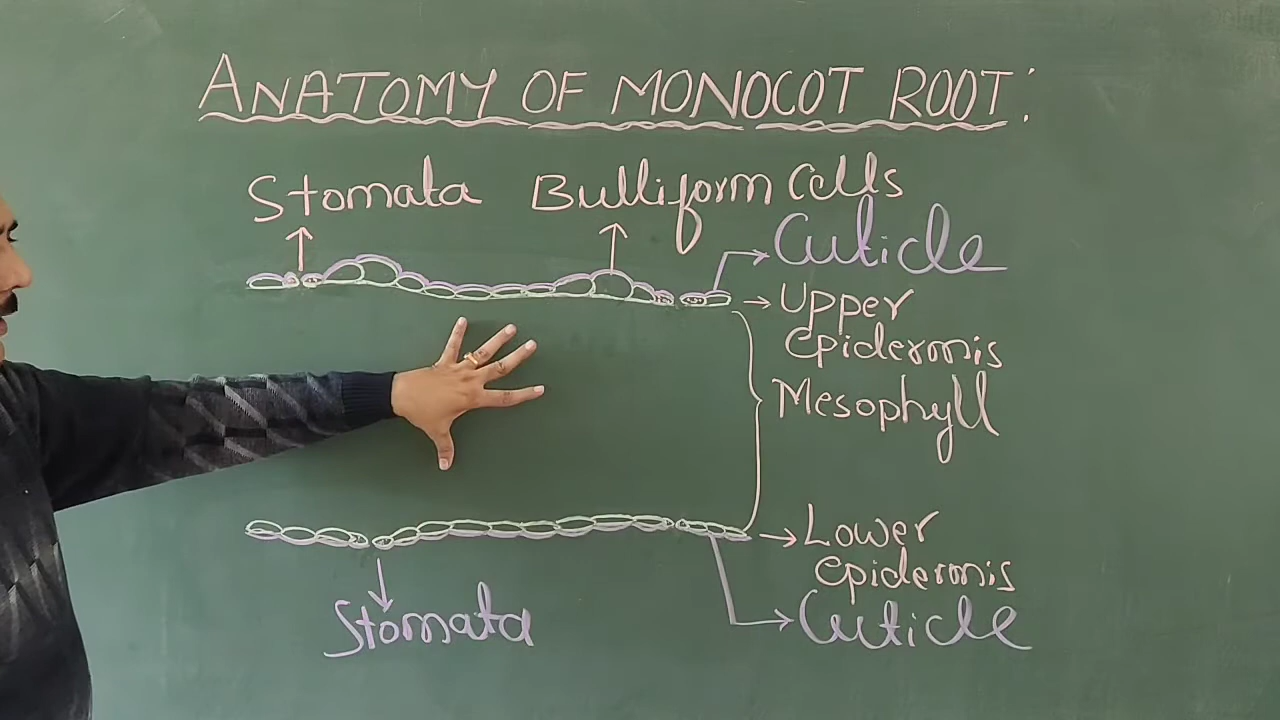 ANATOMY OF MONOCOT ROOT:
Stomata Bulliform Cells
Cuticle
Upper
Epidermis
Mesophyll
Lower
Epidermis
Stomata
Cuticle